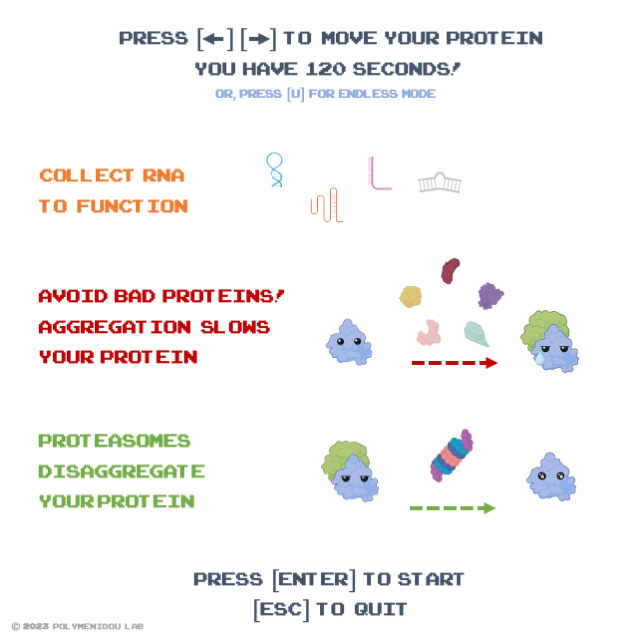 PRESS [←] [→] TO MOVE YOUR PROTEIN
YOU HAVE 120 SECONDS!
OR, PRESS [U] FOR ENDLESS MODE
COLLECT RNA
TO FUNCTION
AVOID BAD PROTEINS!
AGGREGATION SLOWS
YOUR PROTEIN
PROTEASOMES
DISAGGREGATE
YOUR PROTEIN
PRESS [ENTER] TO START
[ESC] TO QUIT
© 2023 POLYMENIDOU LAB